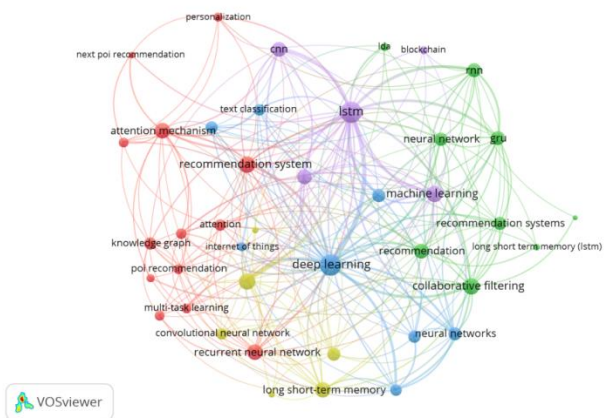 personalization
next poi recommendation
cnn
lda
blockchain
rnn
text classification
lstm
attention mechanism
neural network
gru
recommendation system
machine learning
attention
recommendation systems
knowledge graph
internet of things
recommendation
long short term memory (lstm)
poi recommendation
deep learning
collaborative filtering
multi-task learning
convolutional neural network
neural networks
recurrent neural network
long short-term memory
VOSviewer